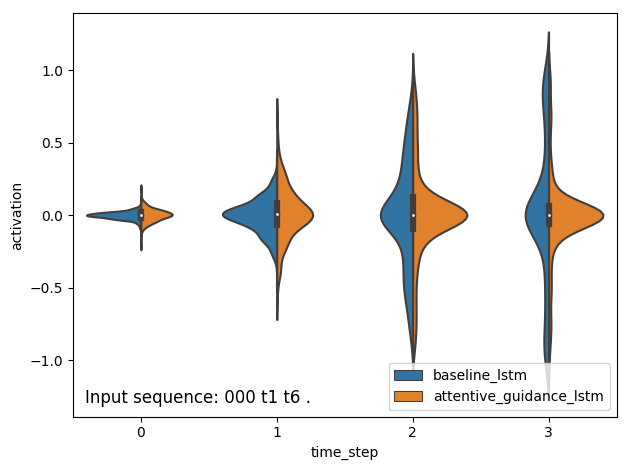 1.0
0.5
0.0
−0.5
−1.0
activation
Input sequence: 000 t1 t6 .
baseline_lstm
attentive_guidance_lstm
0 1 2 3
time_step